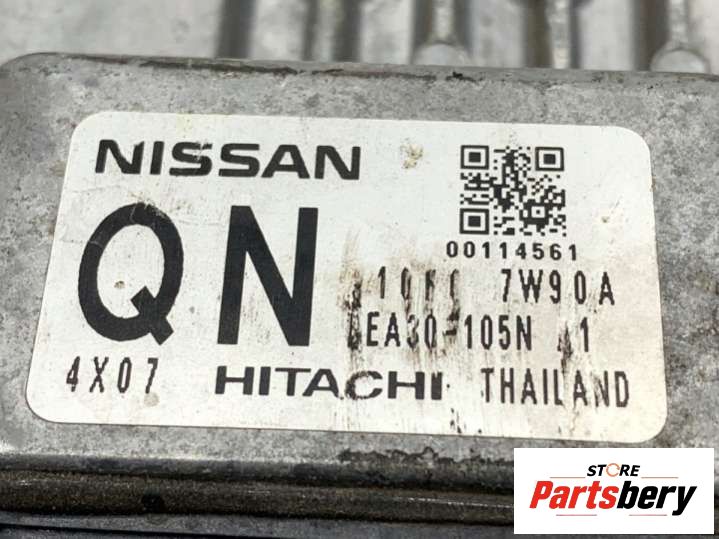 NISSAN
QN
00114561
7W90A
4X07
HITACHI
THAILAND
STORE
Partsbery